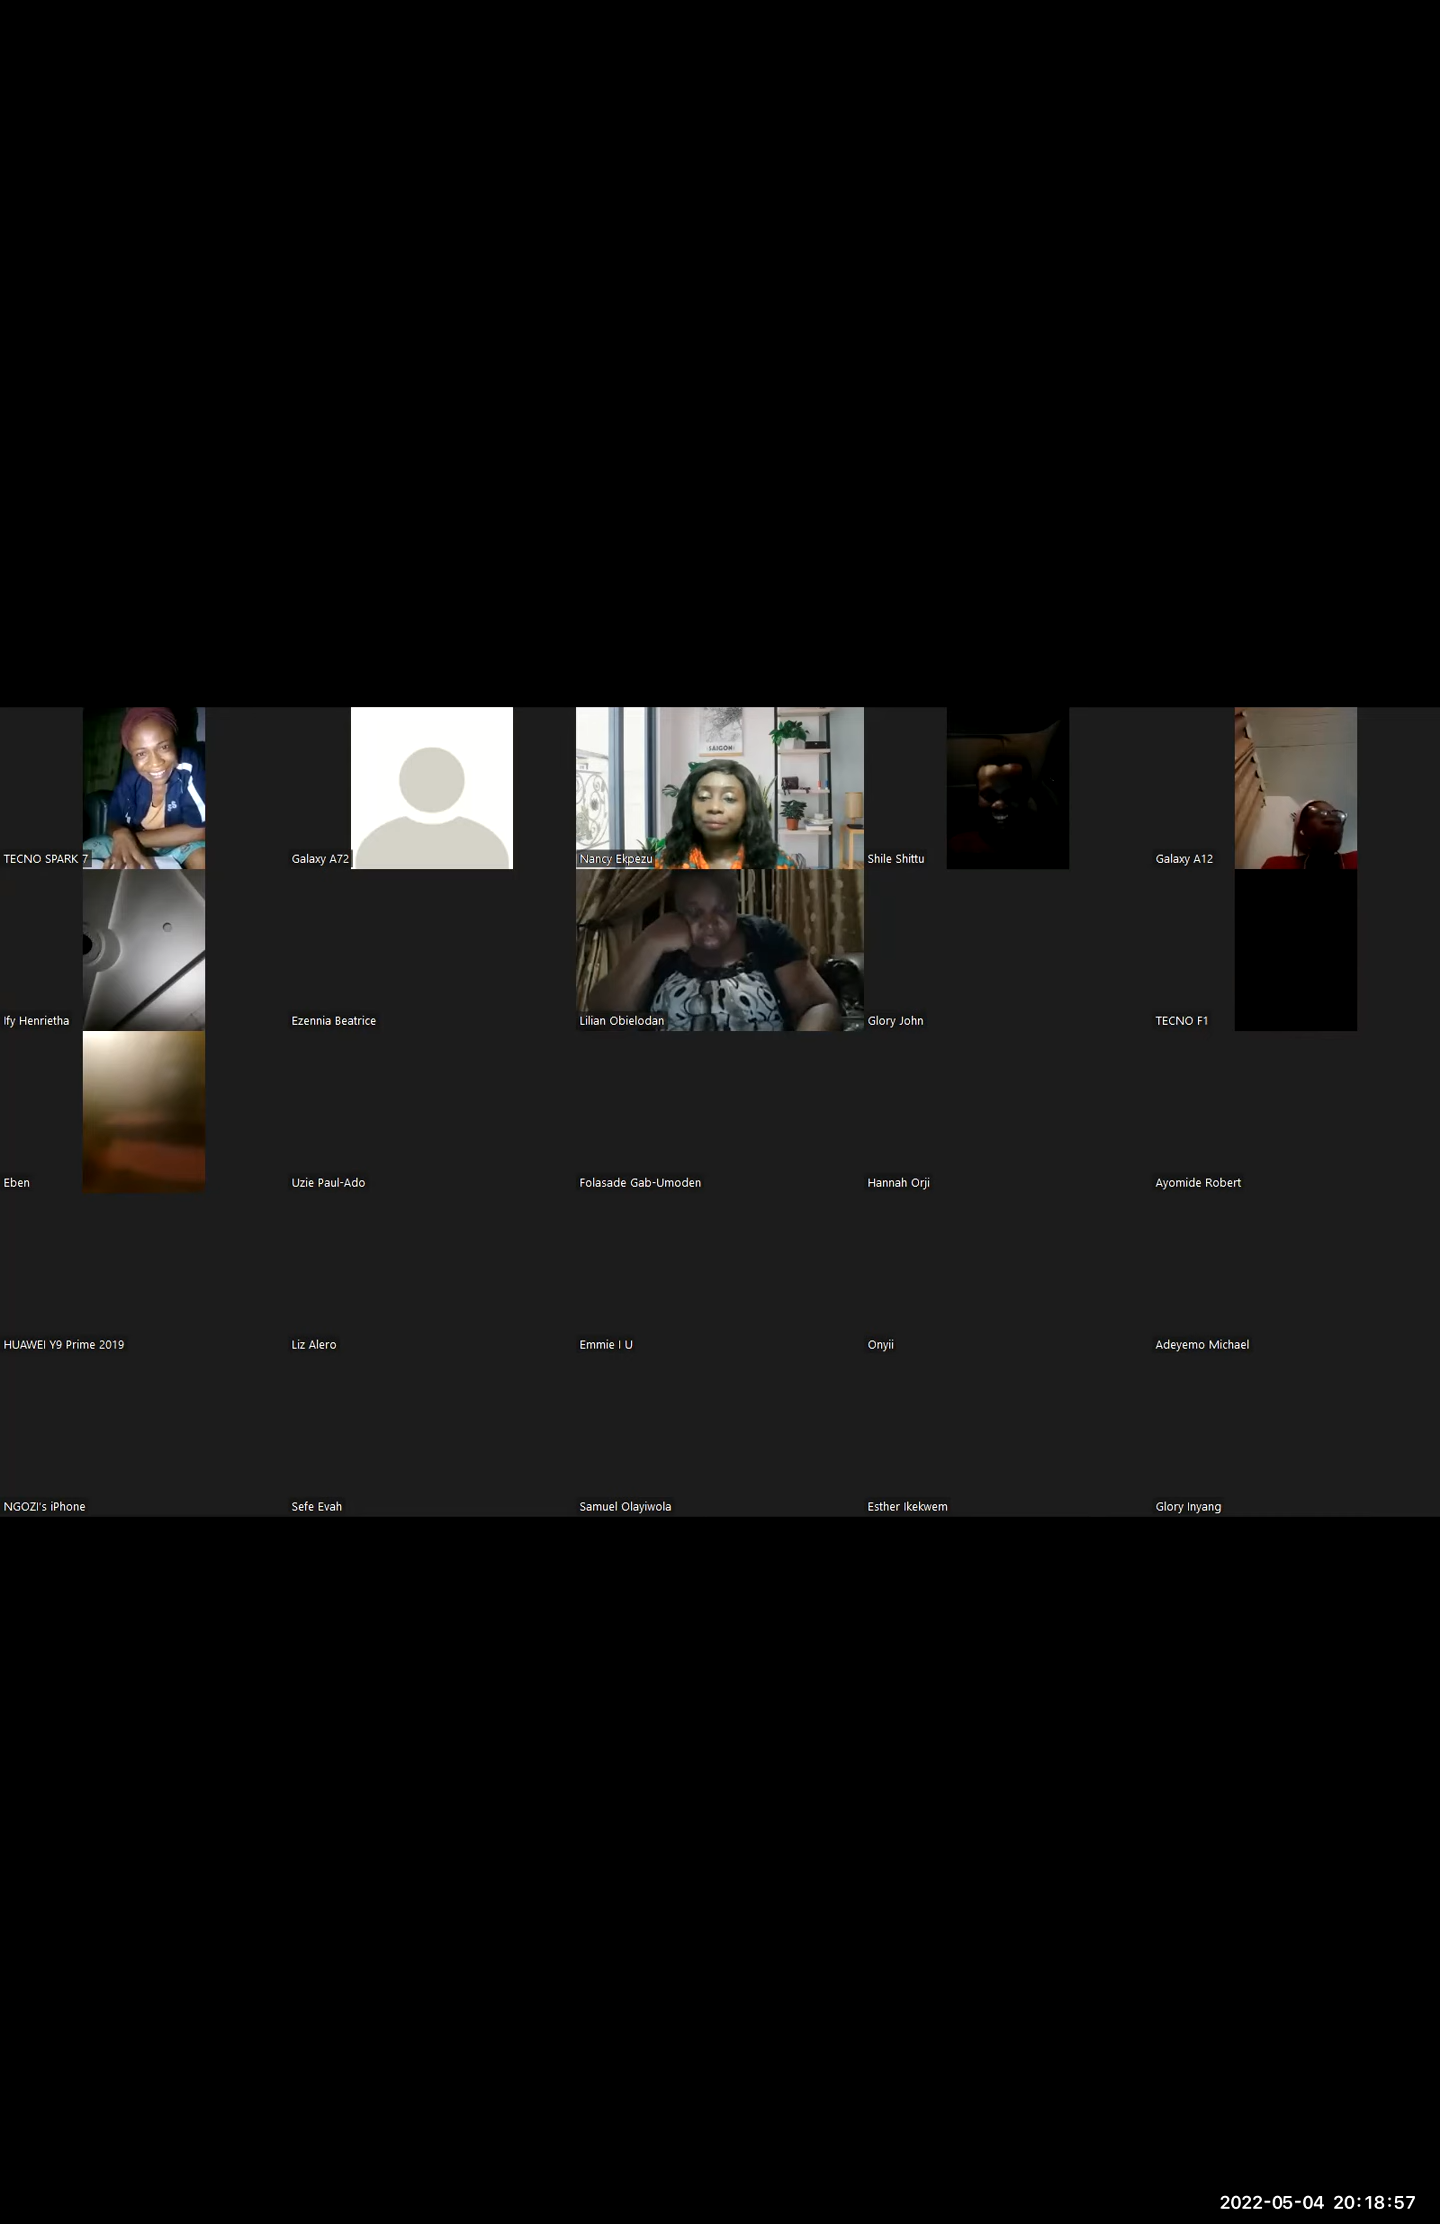 SAIGON
TECNO SPARK 7
Galaxy A72
Nancy Ekpezu
Shile Shittu
Galaxy A12
Ify Henrietha
Ezennia Beatrice
Lilian Obielodan
Glory John
TECNO F1
Eben
Uzie Paul-Ado
Folasade Gab-Umoden
Hannah Orji
Ayomide Robert
HUAWEI Y9 Prime 2019
Liz Alero
Emmie I U
Onyii
Adeyemo Michael
NGOZI's iPhone
Sefe Evah
Samuel Olayiwola
Esther Ikekwem
Glory Inyang
2022-05-04 20:18:57